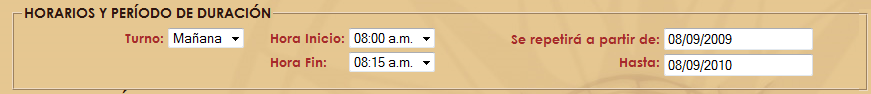 HORARIOS Y PERÍODO DE DURACIÓN
Turno: Mañana Hora Inicio: 08:00 a.m. Se repetirá a partir de: 08/09/2009
Hora Fin: 08:15 a.m. Hasta: 08/09/2010